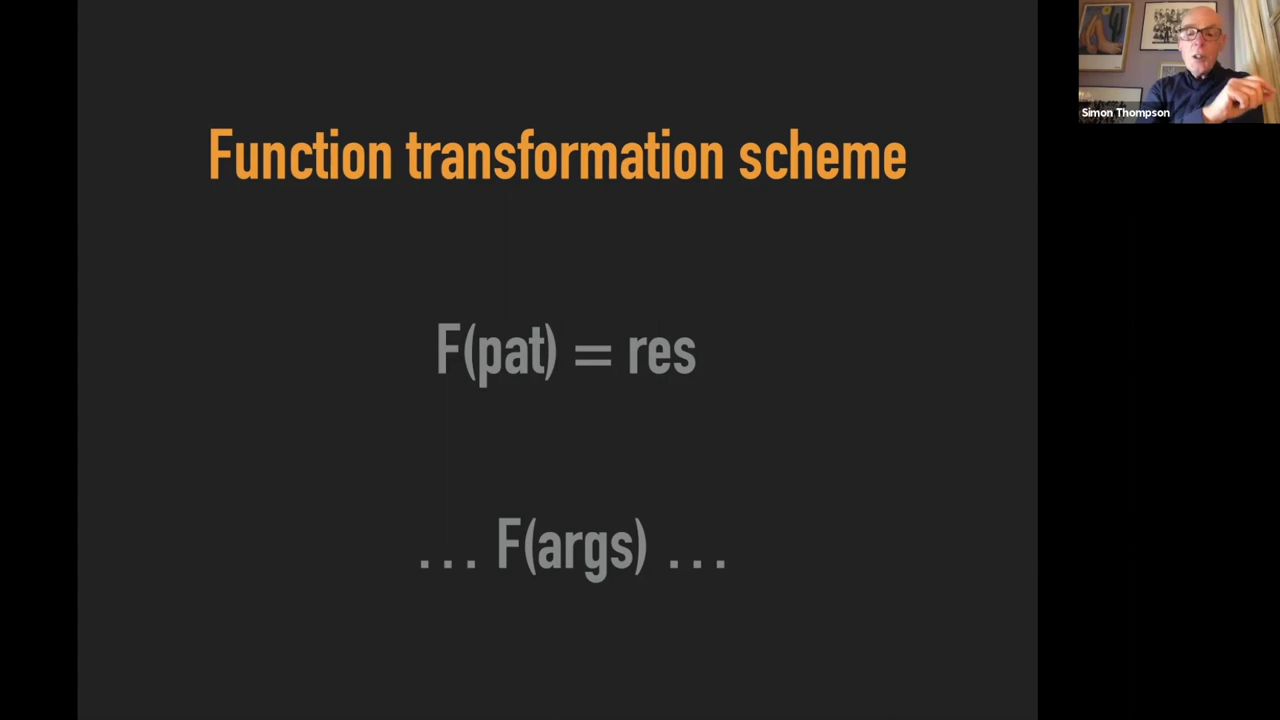 Function transformation scheme
F(pat) = res
... F(args) ...
Simon Thompson